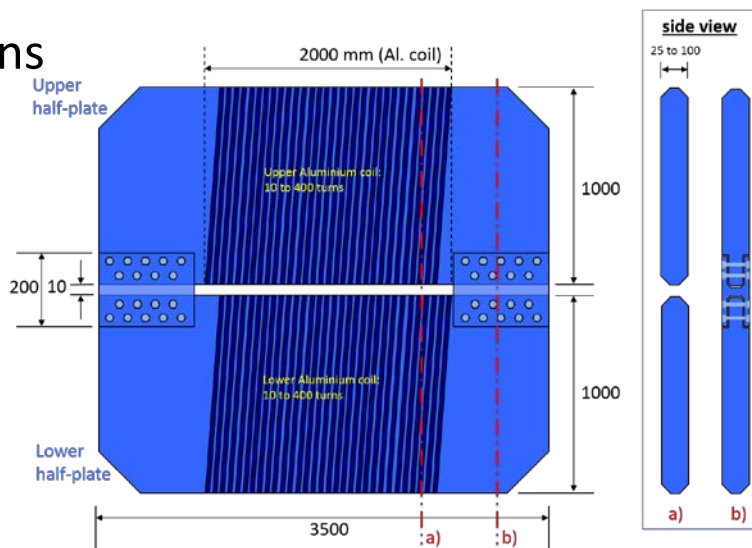 ns
2000 mm (Al. coil)
Upper
half-plate
Upper Aluminium coil:
10 to 400 turns
1000
200
10
Lower Aluminium coil:
10 to 400 turns
1000
Lower
half-plate
3500
a)
b)
side view
25 to 100
a)
b)